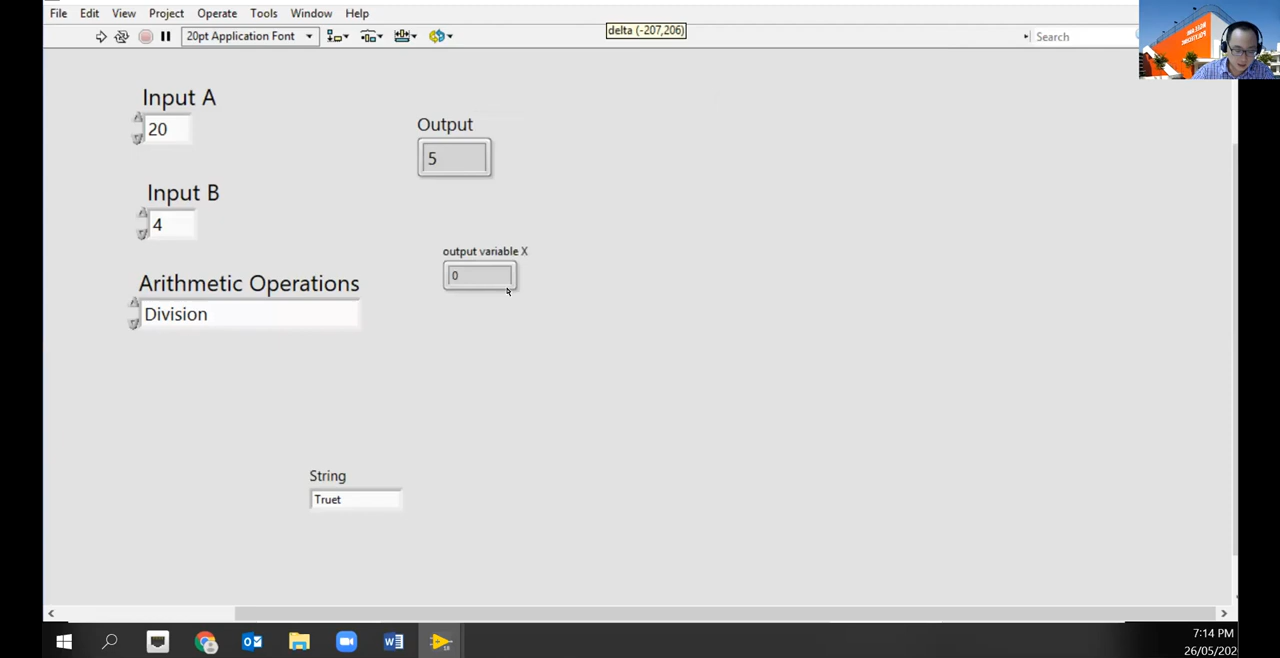 File Edit View Project Operate Tools Window Help
20pt Application Font
delta (-207,206)
Search
Input A
20
Output
5
Input B
4
output variable X
0
Arithmetic Operations
Division
String
Truet
7:14 PM
26/05/202